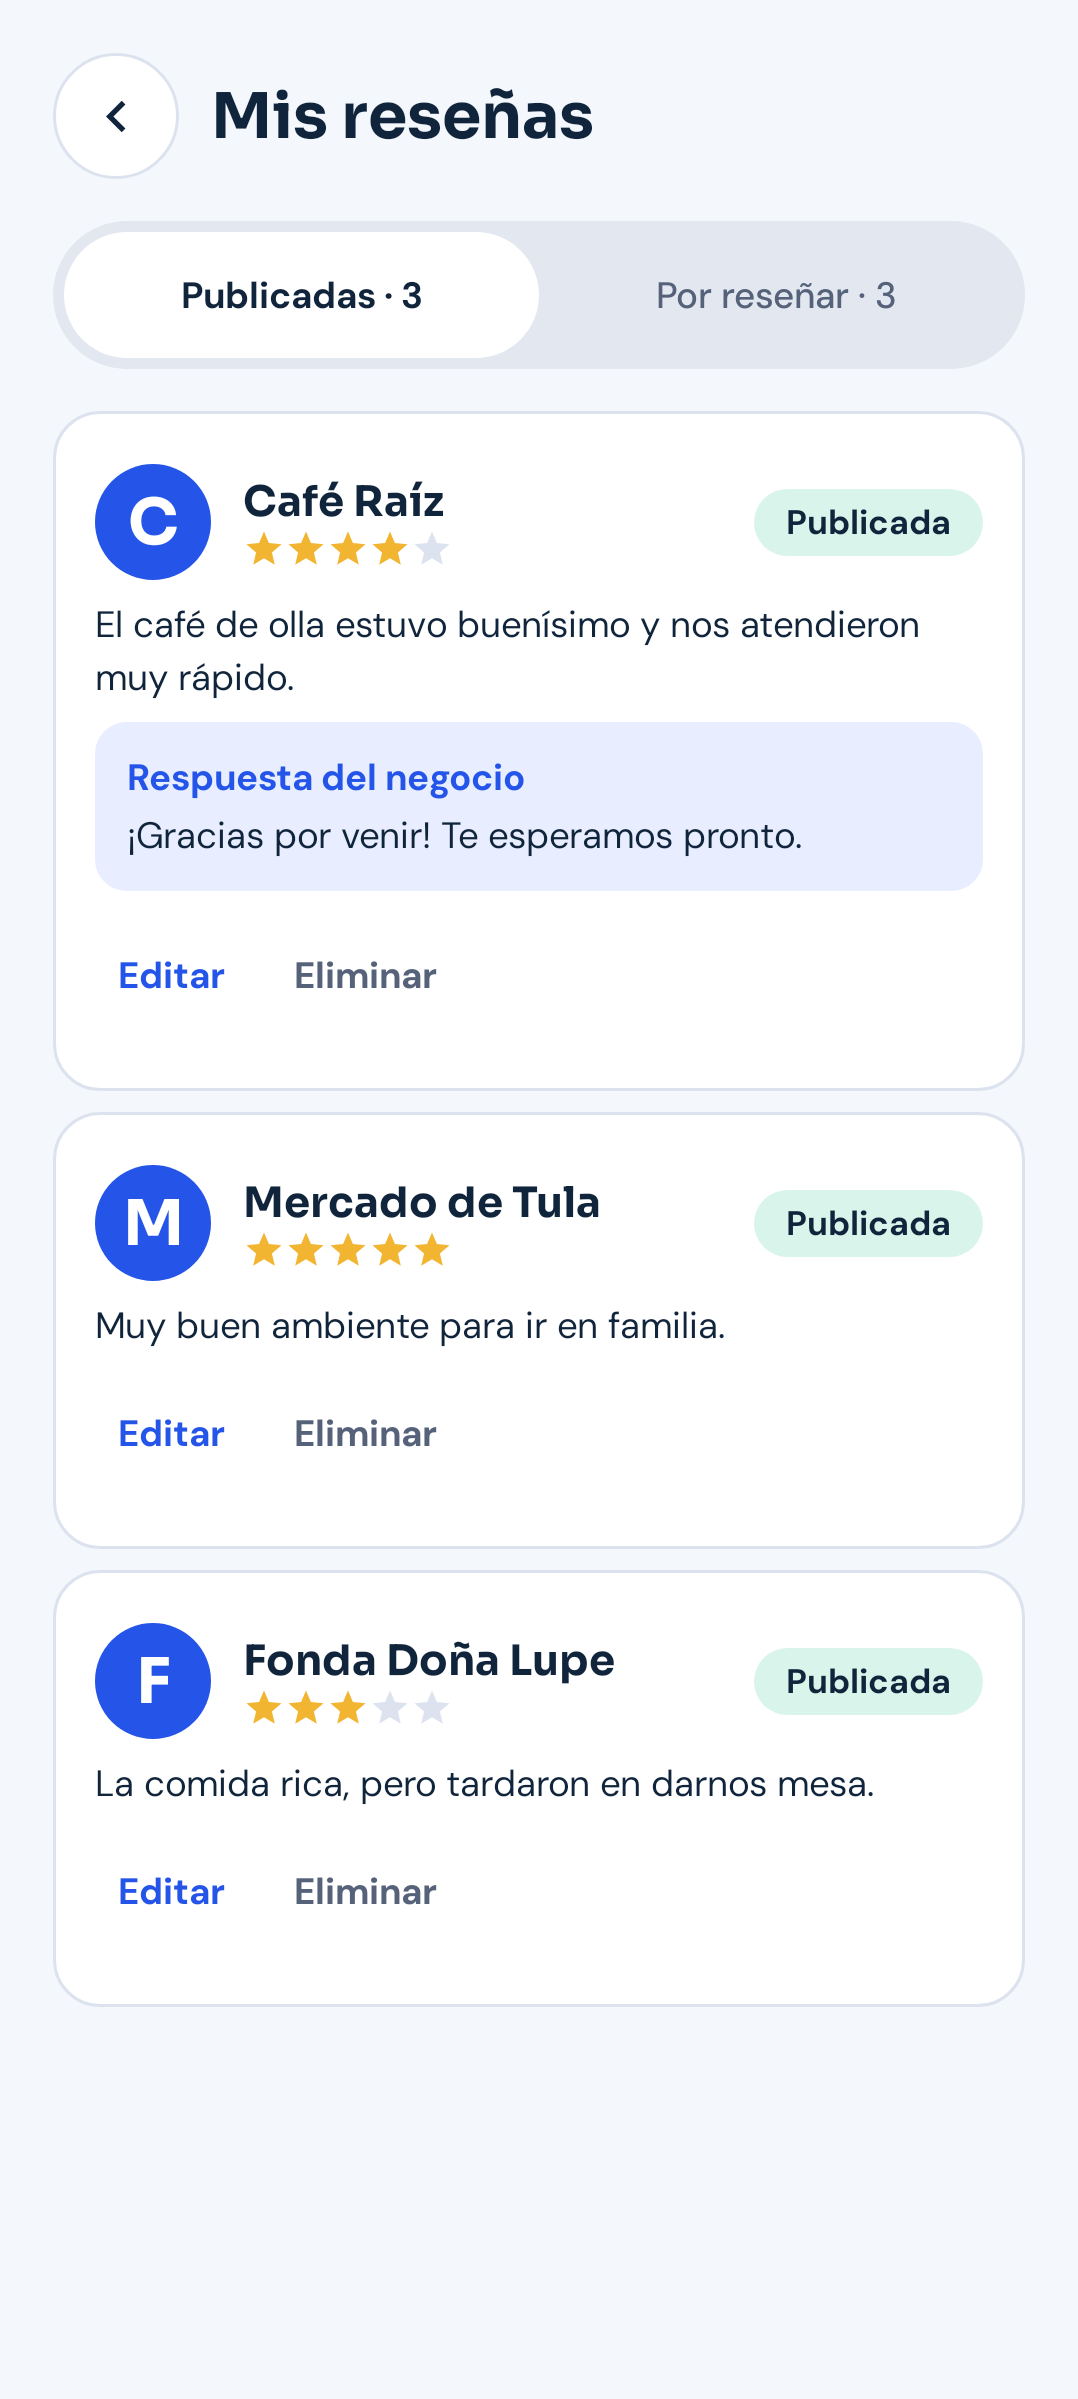 Mis reseñas
Publicadas · 3
Por reseñar · 3
C
Café Raíz
Publicada
El café de olla estuvo buenísimo y nos atendieron
muy rápido.
Respuesta del negocio
¡Gracias por venir! Te esperamos pronto.
Editar
Eliminar
M
Mercado de Tula
Publicada
Muy buen ambiente para ir en familia.
Editar
Eliminar
F
Fonda Doña Lupe
Publicada
La comida rica, pero tardaron en darnos mesa.
Editar
Eliminar